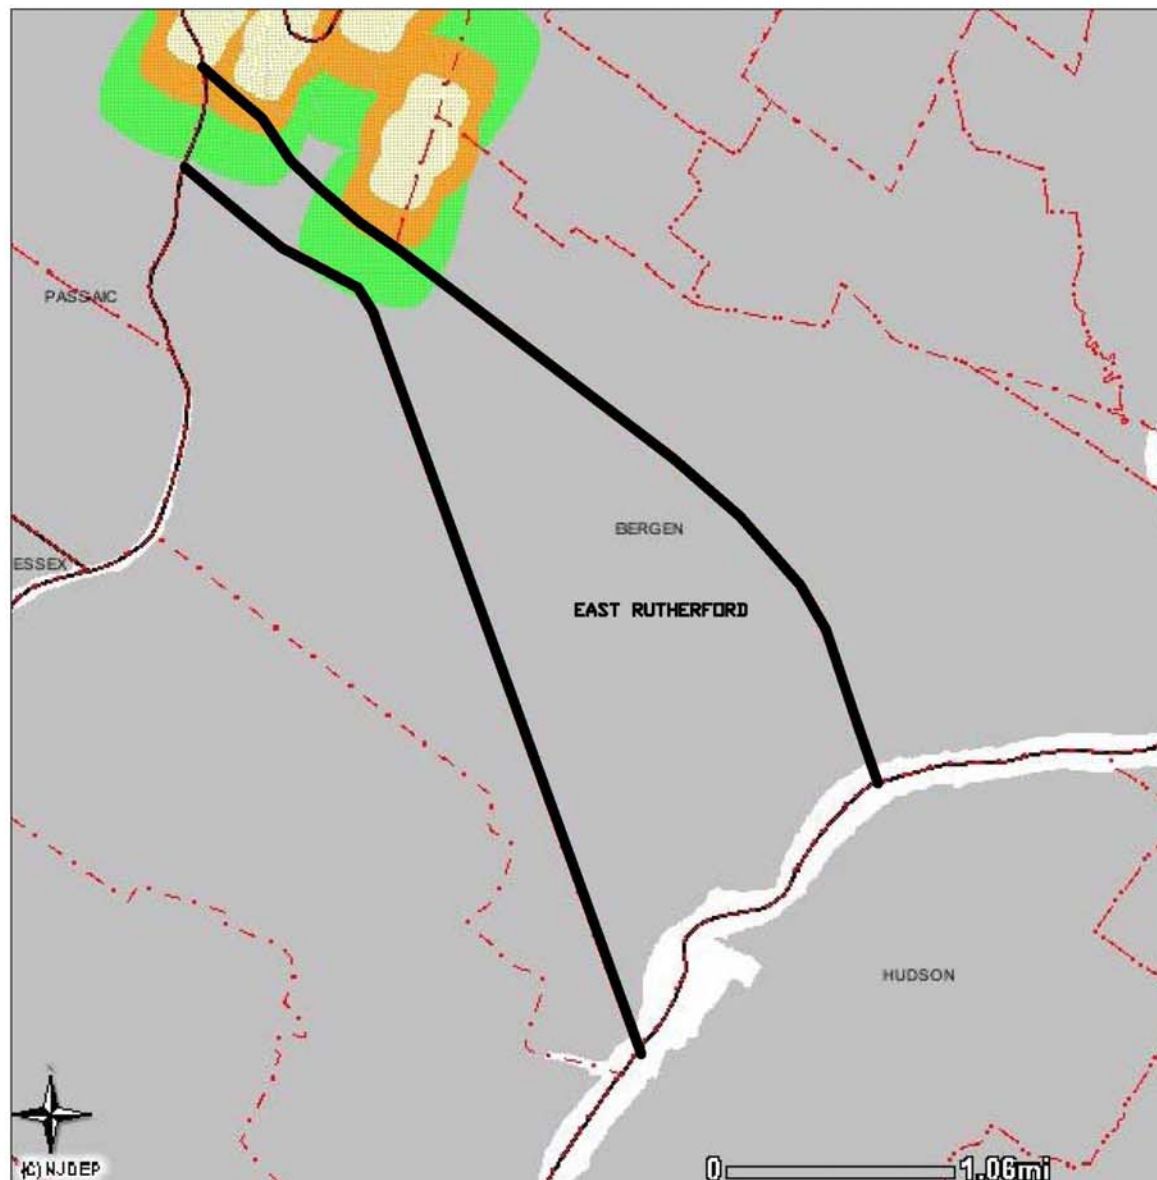 PASSAIC
BERGEN
ESSEX
EAST RUTHERFORD
HUDSON
(C) NJDEP
0 1.06mi